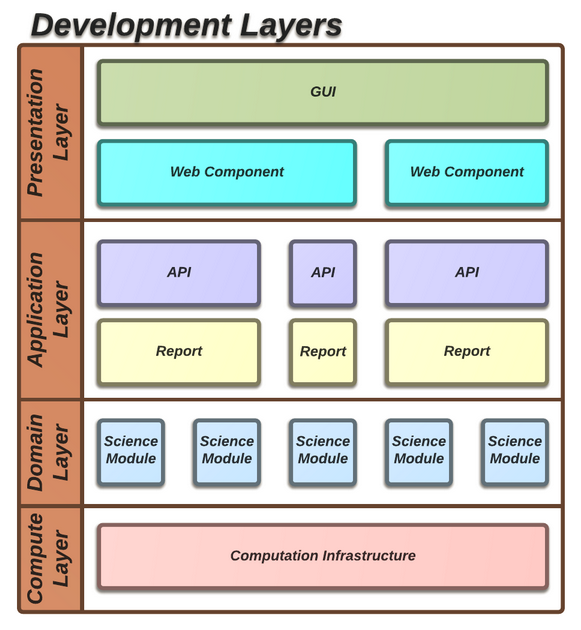 Development Layers
Presentation
Layer
GUI
Web Component
Web Component
Application
Layer
API
API
API
Report
Report
Report
Domain
Layer
Science
Module
Science
Module
Science
Module
Science
Module
Science
Module
Compute
Layer
Computation Infrastructure